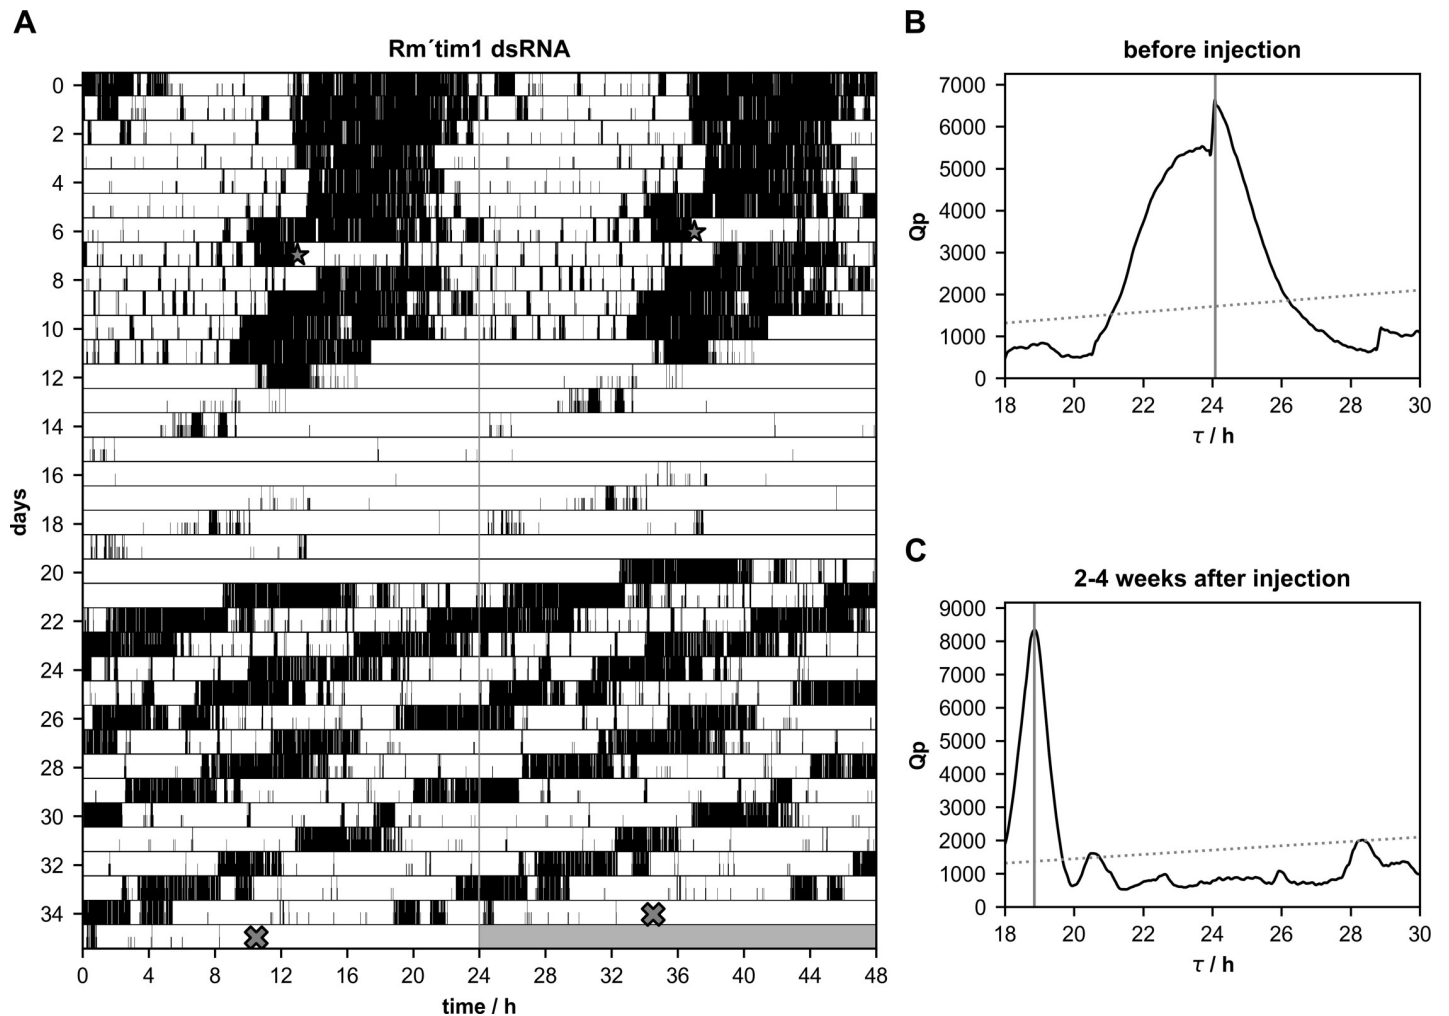 A
Rm´tim1 dsRNA
0
2
4
6
8
10
12
14
16
18
20
22
24
26
28
30
32
34
days
0 4 8 12 16 20 24 28 32 36 40 44 48
time / h
B
before injection
7000
6000
5000
4000
3000
2000
1000
0
Qp
18 20 22 24 26 28 30
τ / h
C
2-4 weeks after injection
9000
8000
7000
6000
5000
4000
3000
2000
1000
0
Qp
18 20 22 24 26 28 30
τ / h